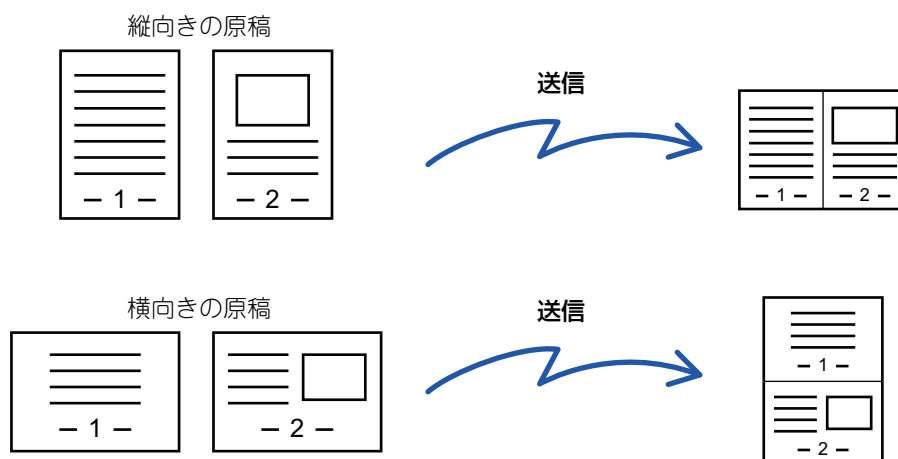 縦向きの原稿
送信
– 1 –
– 2 –
– 1 –
– 2 –
横向きの原稿
送信
– 1 –
– 2 –
– 1 –
– 2 –